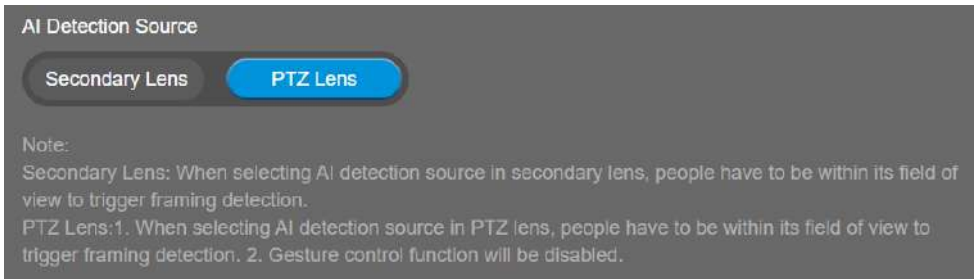 AI Detection Source
Secondary Lens PTZ Lens
Note:
Secondary Lens: When selecting AI detection source in secondary lens, people have to be within its field of
view to trigger framing detection.
PTZ Lens:1. When selecting AI detection source in PTZ lens, people have to be within its field of view to
trigger framing detection. 2. Gesture control function will be disabled.